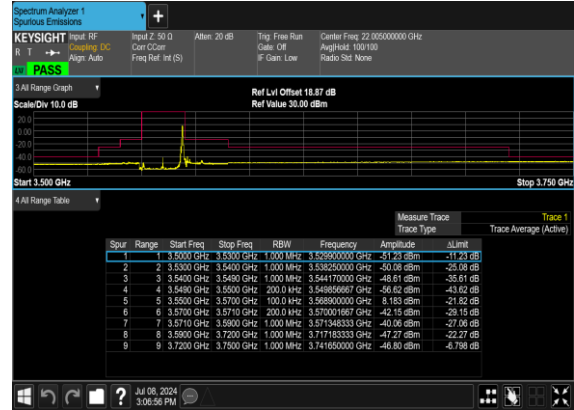 Spectrum Analyzer 1
Spurious Emissions
+
KEYSIGHT Input: RF Input Z: 50 Ω Atten: 20 dB Trig: Free Run Center Freq: 22.005000000 GHz
R T Coupling: DC Corr CCorr Gate: Off Avg|Hold: 100/100
Align: Auto Freq Ref: Int (S) IF Gain: Low Radio Std: None
PASS
3 All Range Graph Ref Lvl Offset 18.87 dB
Scale/Div 10.0 dB Ref Value 30.00 dBm
20.0
0.00
-20.0
-40.0
-60.0
Start 3.500 GHz Stop 3.750 GHz
4 All Range Table
Measure Trace Trace 1
Trace Type Trace Average (Active)
Spur Range Start Freq Stop Freq RBW Frequency Amplitude ΔLimit
1 1 3.5000 GHz 3.5300 GHz 1.000 MHz 3.529900000 GHz -51.23 dBm -11.23 dB
2 2 3.5300 GHz 3.5400 GHz 1.000 MHz 3.538250000 GHz -50.08 dBm -25.08 dB
3 3 3.5400 GHz 3.5490 GHz 1.000 MHz 3.544170000 GHz -48.61 dBm -35.61 dB
4 4 3.5490 GHz 3.5500 GHz 200.0 kHz 3.549856667 GHz -56.62 dBm -43.62 dB
5 5 3.5500 GHz 3.5700 GHz 100.0 kHz 3.568900000 GHz 8.183 dBm -21.82 dB
6 6 3.5700 GHz 3.5710 GHz 200.0 kHz 3.570001667 GHz -42.15 dBm -29.15 dB
7 7 3.5710 GHz 3.5900 GHz 1.000 MHz 3.571348333 GHz -40.06 dBm -27.06 dB
8 8 3.5900 GHz 3.7200 GHz 1.000 MHz 3.717183333 GHz -47.27 dBm -22.27 dB
9 9 3.7200 GHz 3.7500 GHz 1.000 MHz 3.741650000 GHz -46.80 dBm -6.798 dB
? Jul 08, 2024
3:06:56 PM